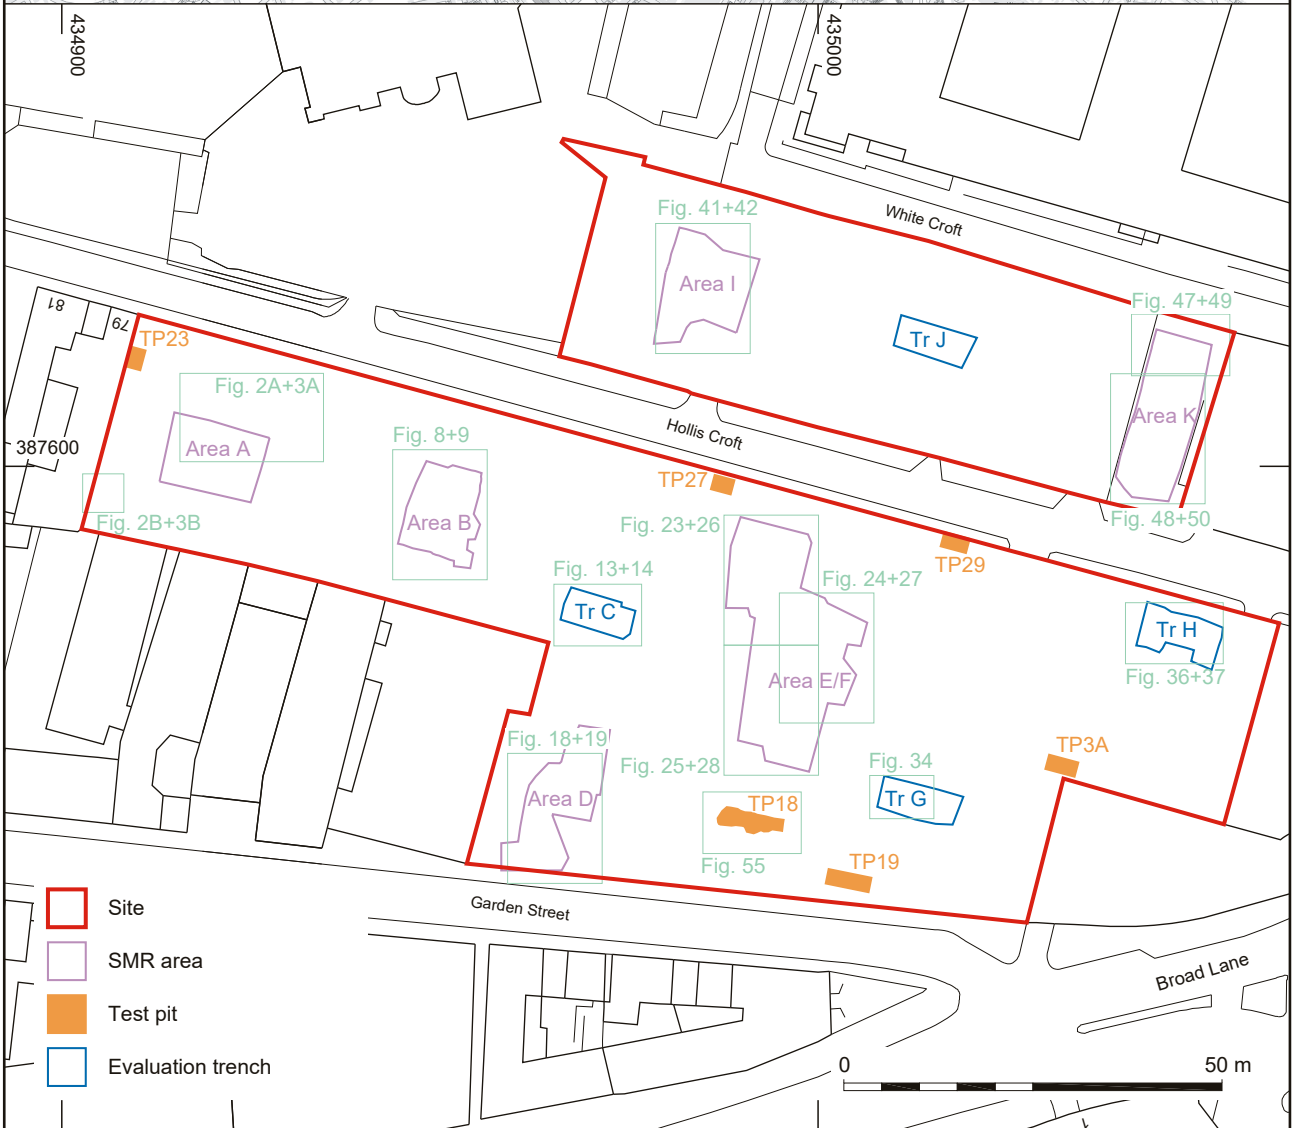 434900
435000
White Croft
Fig. 41+42
Area I
Fig. 47+49
81
79
TP23
Tr J
Fig. 2A+3A
Area K
Hollis Croft
Fig. 8+9
387600
Area A
TP27
Fig. 2B+3B
Area B
Fig. 23+26
Fig. 48+50
TP29
Fig. 13+14
Fig. 24+27
Tr C
Tr H
Area E/F
Fig. 36+37
Fig. 18+19
TP3A
Fig. 25+28
Fig. 34
Area D
TP18
Tr G
Fig. 55
TP19
Garden Street
Site
SMR area
Test pit
Evaluation trench
Broad Lane
0 50 m